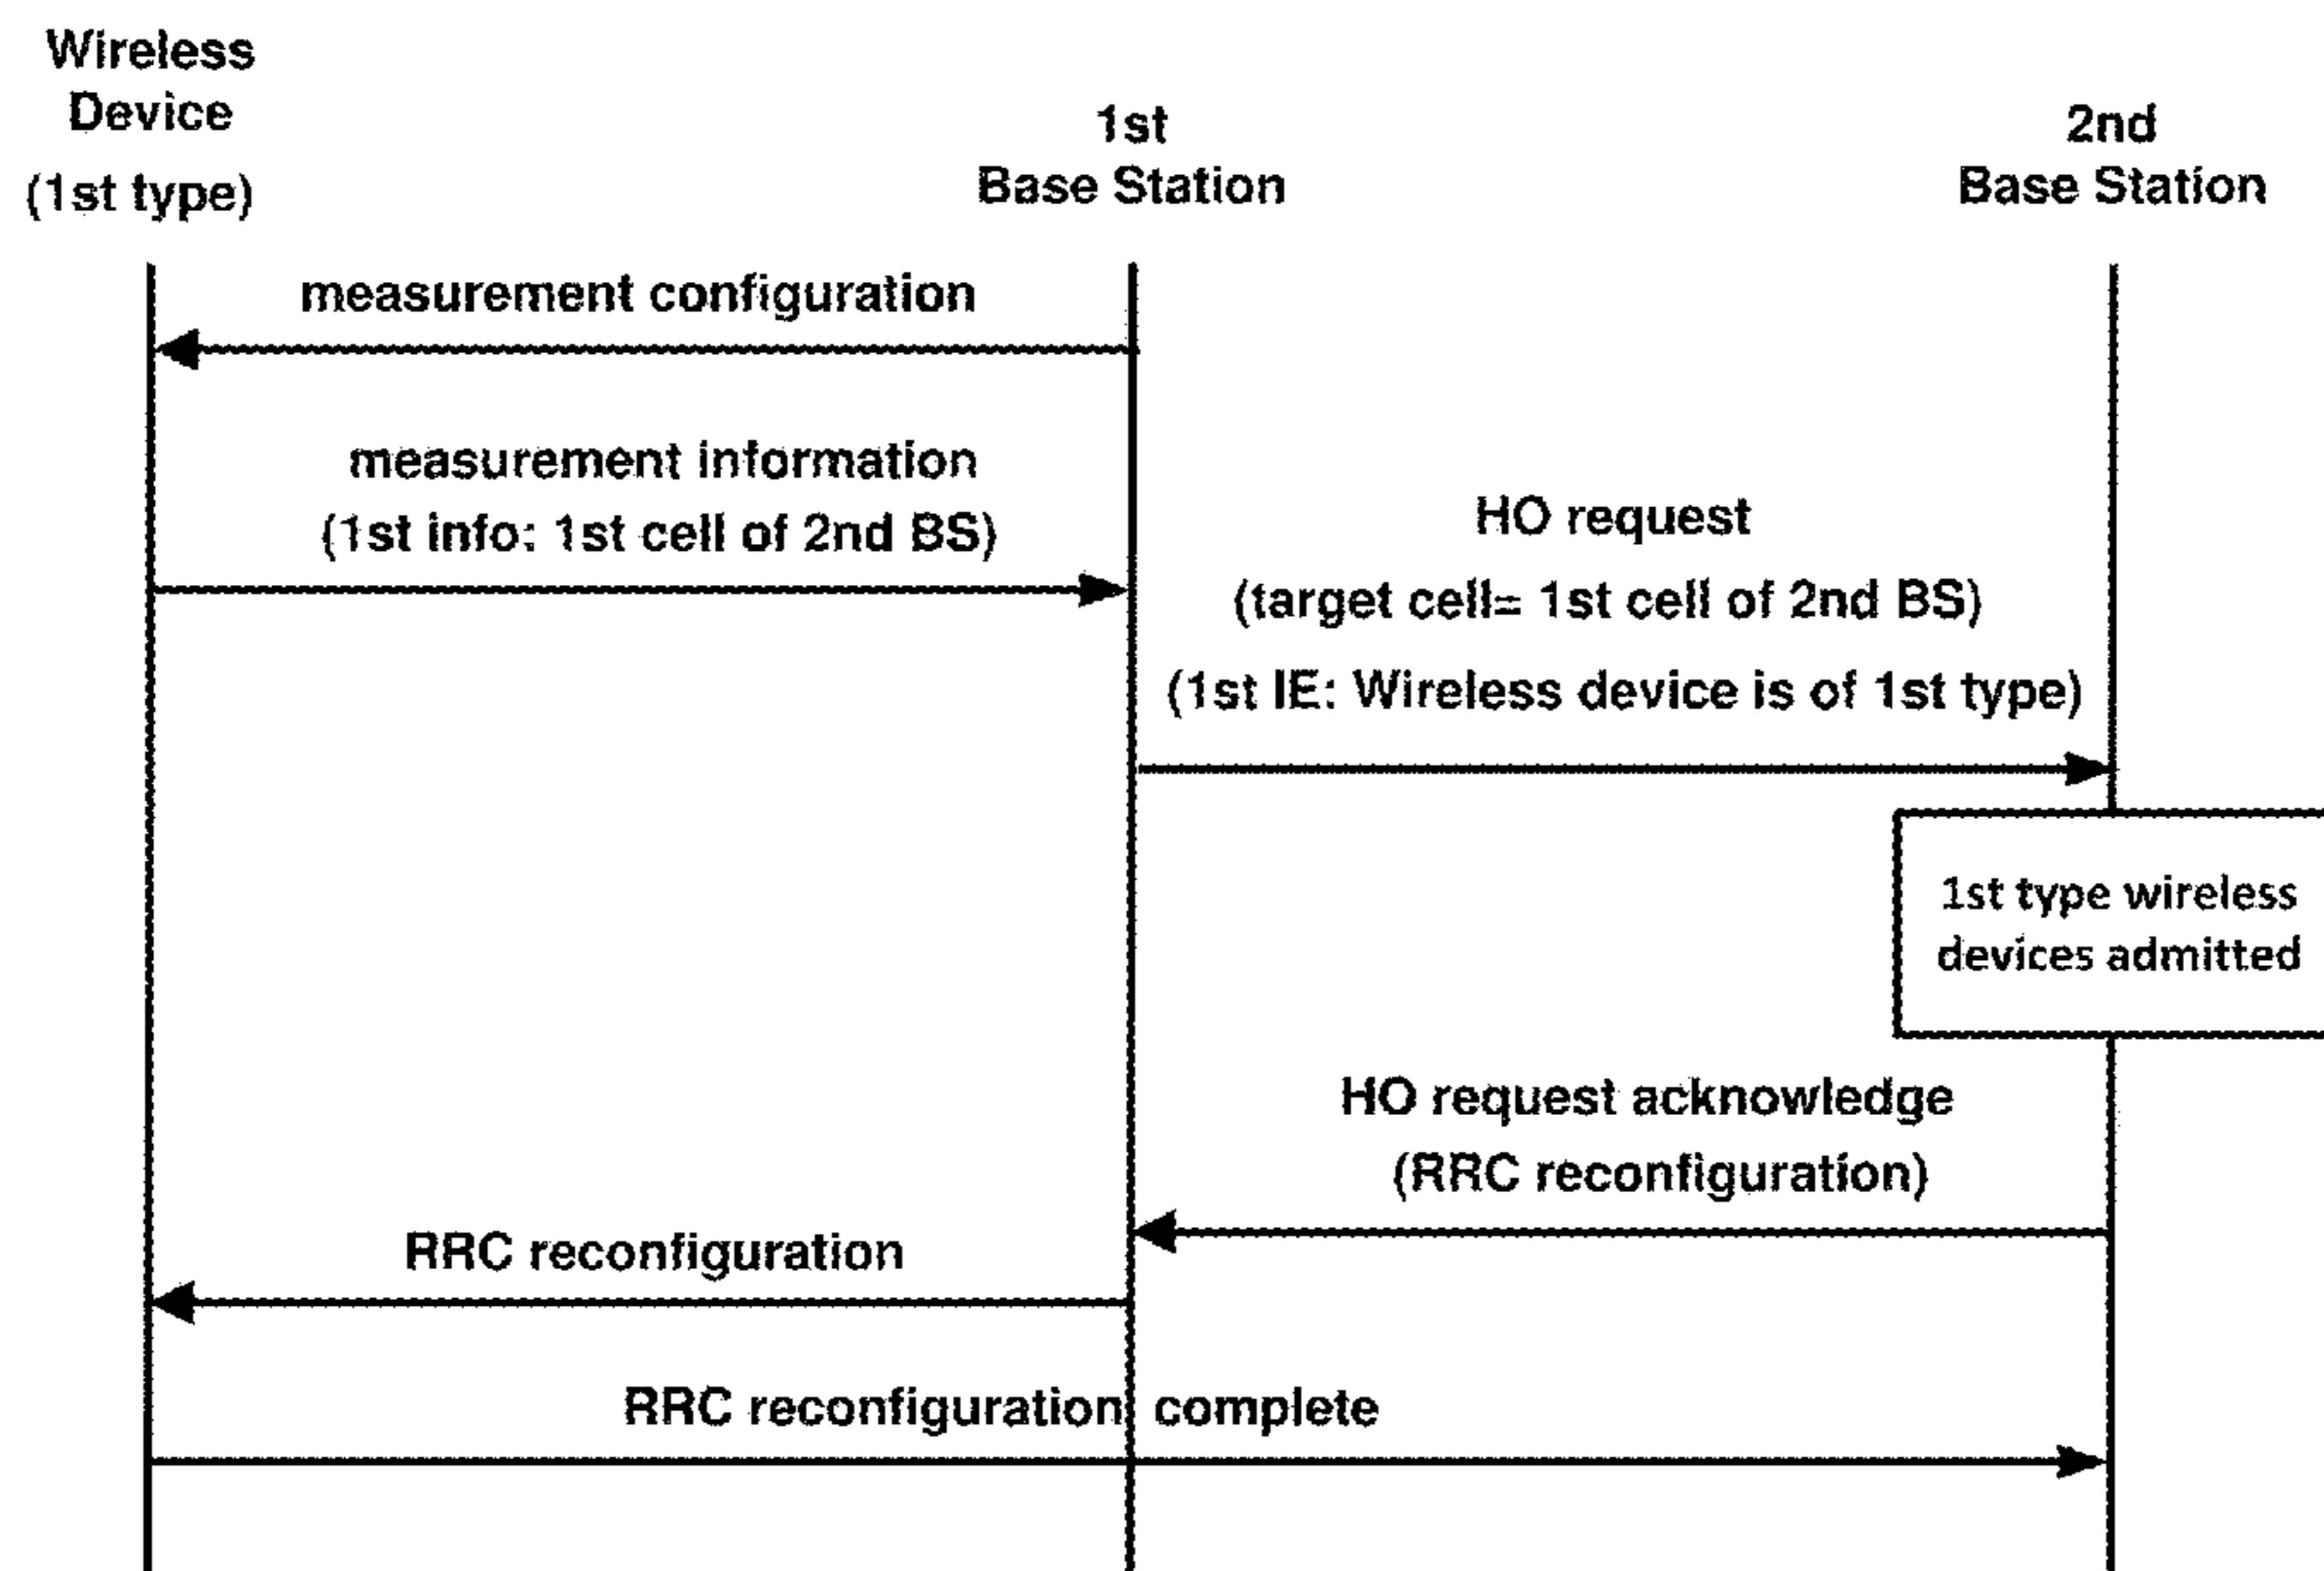 Wireless
Device
(1st type)
1st
Base Station
2nd
Base Station
measurement configuration
measurement information
(1st info: 1st cell of 2nd BS)
HO request
(target cell= 1st cell of 2nd BS)
(1st IE: Wireless device is of 1st type)
1st type wireless
devices admitted
HO request acknowledge
(RRC reconfiguration)
RRC reconfiguration
RRC reconfiguration complete